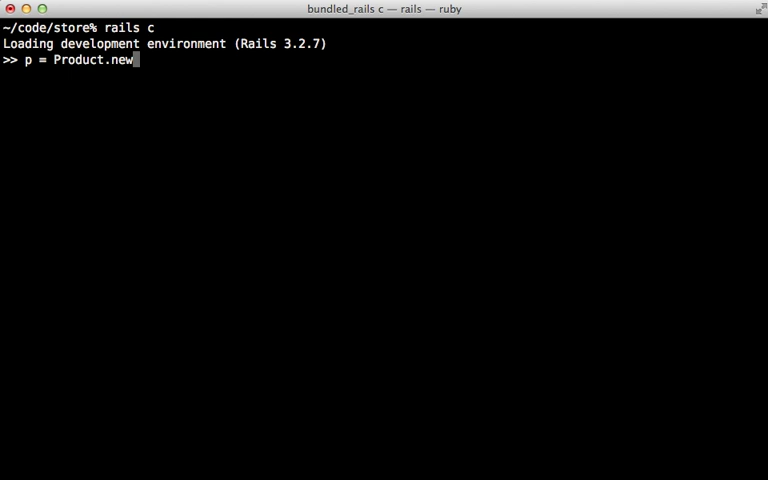 bundled_rails c — rails — ruby
~/code/store% rails c
Loading development environment (Rails 3.2.7)
>> p = Product.new